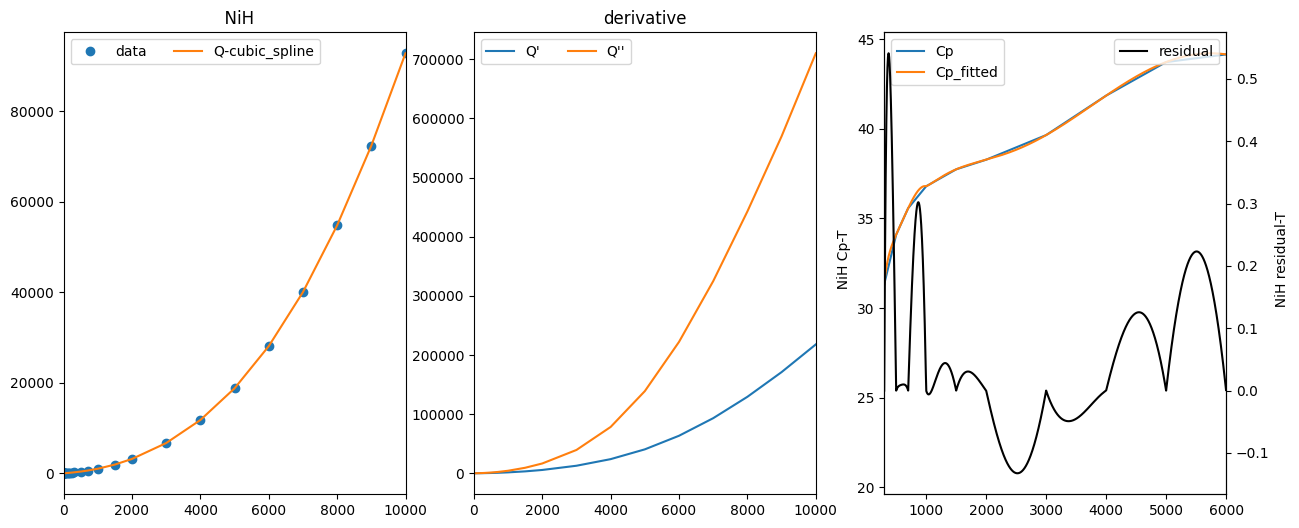 NiH
data
Q-cubic_spline
80000
60000
40000
20000
0
0 2000 4000 6000 8000 10000
derivative
Q'
Q''
700000
600000
500000
400000
300000
200000
100000
0
0 2000 4000 6000 8000 10000
Cp
Cp_fitted
residual
45
40
35
30
25
20
NiH Cp-T
1000 2000 3000 4000 5000 6000
0.5
0.4
0.3
0.2
0.1
0.0
−0.1
NiH residual-T